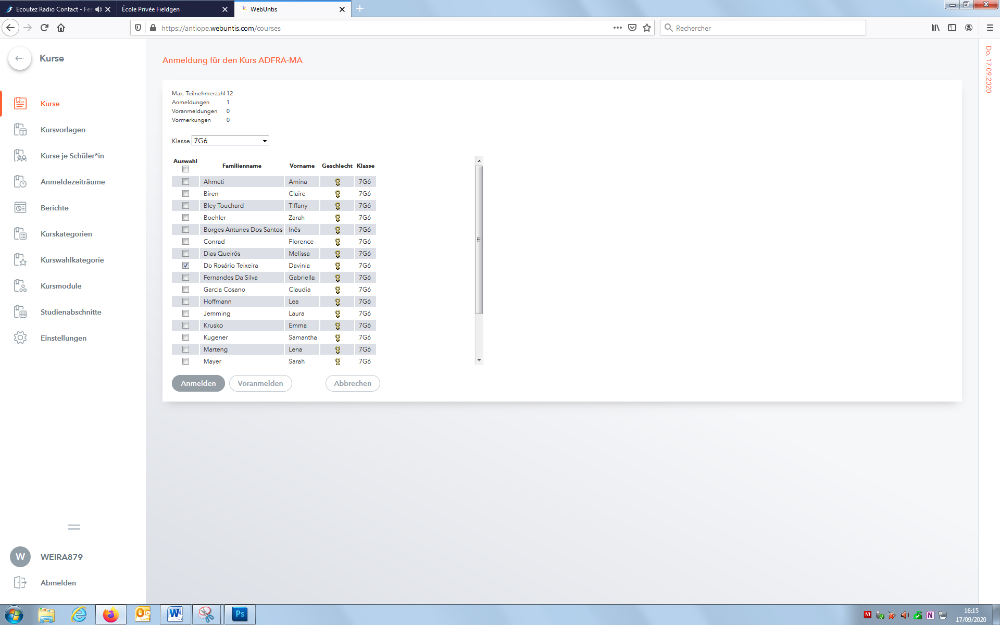 Ecoutez Radio Contact - Fee
École Privée Fieldgen
WebUntis
https://antiope.webuntis.com/courses
Rechercher
Kurse
Kurse
Kursvorlagen
Kurse je Schüler*in
Anmeldezeiträume
Berichte
Kurskategorien
Kurswahlkategorie
Kursmodule
Studienabschnitte
Einstellungen
W WEIRA879
Abmelden
Anmeldung für den Kurs ADFRA-MA
Max. Teilnehmerzahl 12
Anmeldungen 1
Voranmeldungen 0
Vormerkungen 0
Klasse 7G6
Auswahl Familienname Vorname Geschlecht Klasse
Ahmeti Amina 7G6
Biren Claire 7G6
Bley Touchard Tiffany 7G6
Boehler Zarah 7G6
Borges Antunes Dos Santos Inês 7G6
Conrad Florence 7G6
Dias Queirós Melissa 7G6
Do Rosário Teixeira Davinia 7G6
Fernandes Da Silva Gabriella 7G6
Garcia Cosano Claudia 7G6
Hoffmann Lea 7G6
Jemming Laura 7G6
Krusko Emma 7G6
Kugener Samantha 7G6
Marteng Lena 7G6
Mayer Sarah 7G6
Anmelden Voranmelden Abbrechen
Do. 17.09.2020
Ps
16:15
17/09/2020